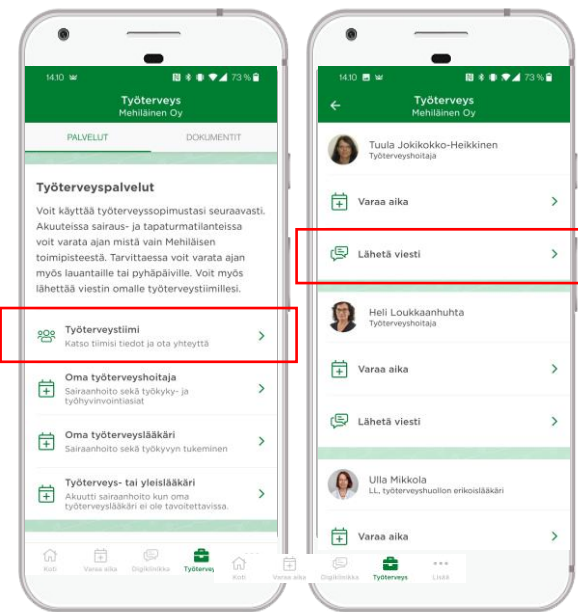 14.10
73 %
Työterveys
Mehiläinen Oy
PALVELUT
DOKUMENTIT
Työterveyspalvelut
Voit käyttää työterveyssopimustasi seuraavasti.
Akuuteissa sairaus- ja tapaturmatilanteissa
voit varata ajan mistä vain Mehiläisen
toimipisteestä. Tarvittaessa voit varata ajan
myös lauantaille tai pyhäpäiville. Voit myös
lähettää viestin omalle työterveystiimillesi.
Työterveystiimi
Katso tiimisi tiedot ja ota yhteyttä
Oma työterveyshoitaja
Sairaanhoito sekä työkyky- ja
työhyvinvointiasiat
Oma työterveyslääkäri
Sairaanhoito sekä työkyvyn tukeminen
Työterveys- tai yleislääkäri
Akuutti sairaanhoito kun oma
työterveyslääkäri ei ole tavoitettavissa.
Koti
Varaa aika
Digiklinikka
Työterveys
14.10
73 %
Työterveys
Mehiläinen Oy
Tuula Jokikokko-Heikkinen
Työterveyshoitaja
Varaa aika
Lähetä viesti
Heli Loukkaanhuhta
Työterveyshoitaja
Varaa aika
Lähetä viesti
Ulla Mikkola
LL, työterveyshuollon erikoislääkäri
Varaa aika
Koti
Varaa aika
Digiklinikka
Työterveys
Lisää